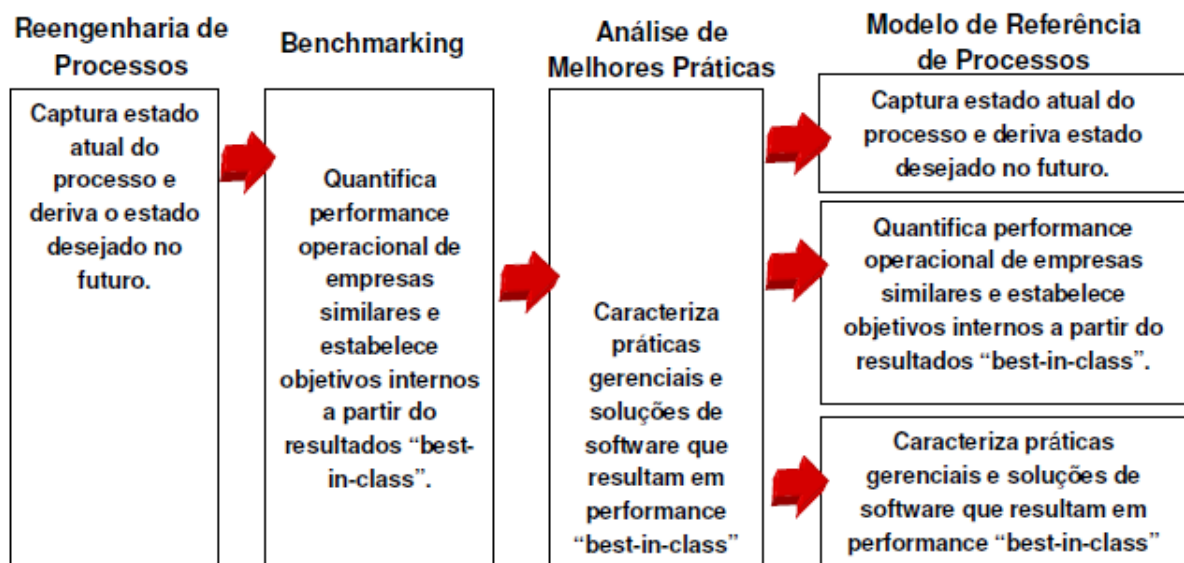 Reengenharia de
Processos
Captura estado
atual do
processo e
deriva o estado
desejado no
futuro.
Benchmarking
Quantifica
performance
operacional de
empresas
similares e
estabelece
objetivos internos
a partir do
resultados “best-
in-class”.
Análise de
Melhores Práticas
Caracteriza
práticas
gerenciais e
soluções de
software que
resultam em
performance
“best-in-class”
Modelo de Referência
de Processos
Captura estado atual do
processo e deriva estado
desejado no futuro.
Quantifica performance
operacional de empresas
similares e estabelece
objetivos internos a partir do
resultados “best-in-class”.
Caracteriza práticas
gerenciais e soluções de
software que resultam em
performance “best-in-class”